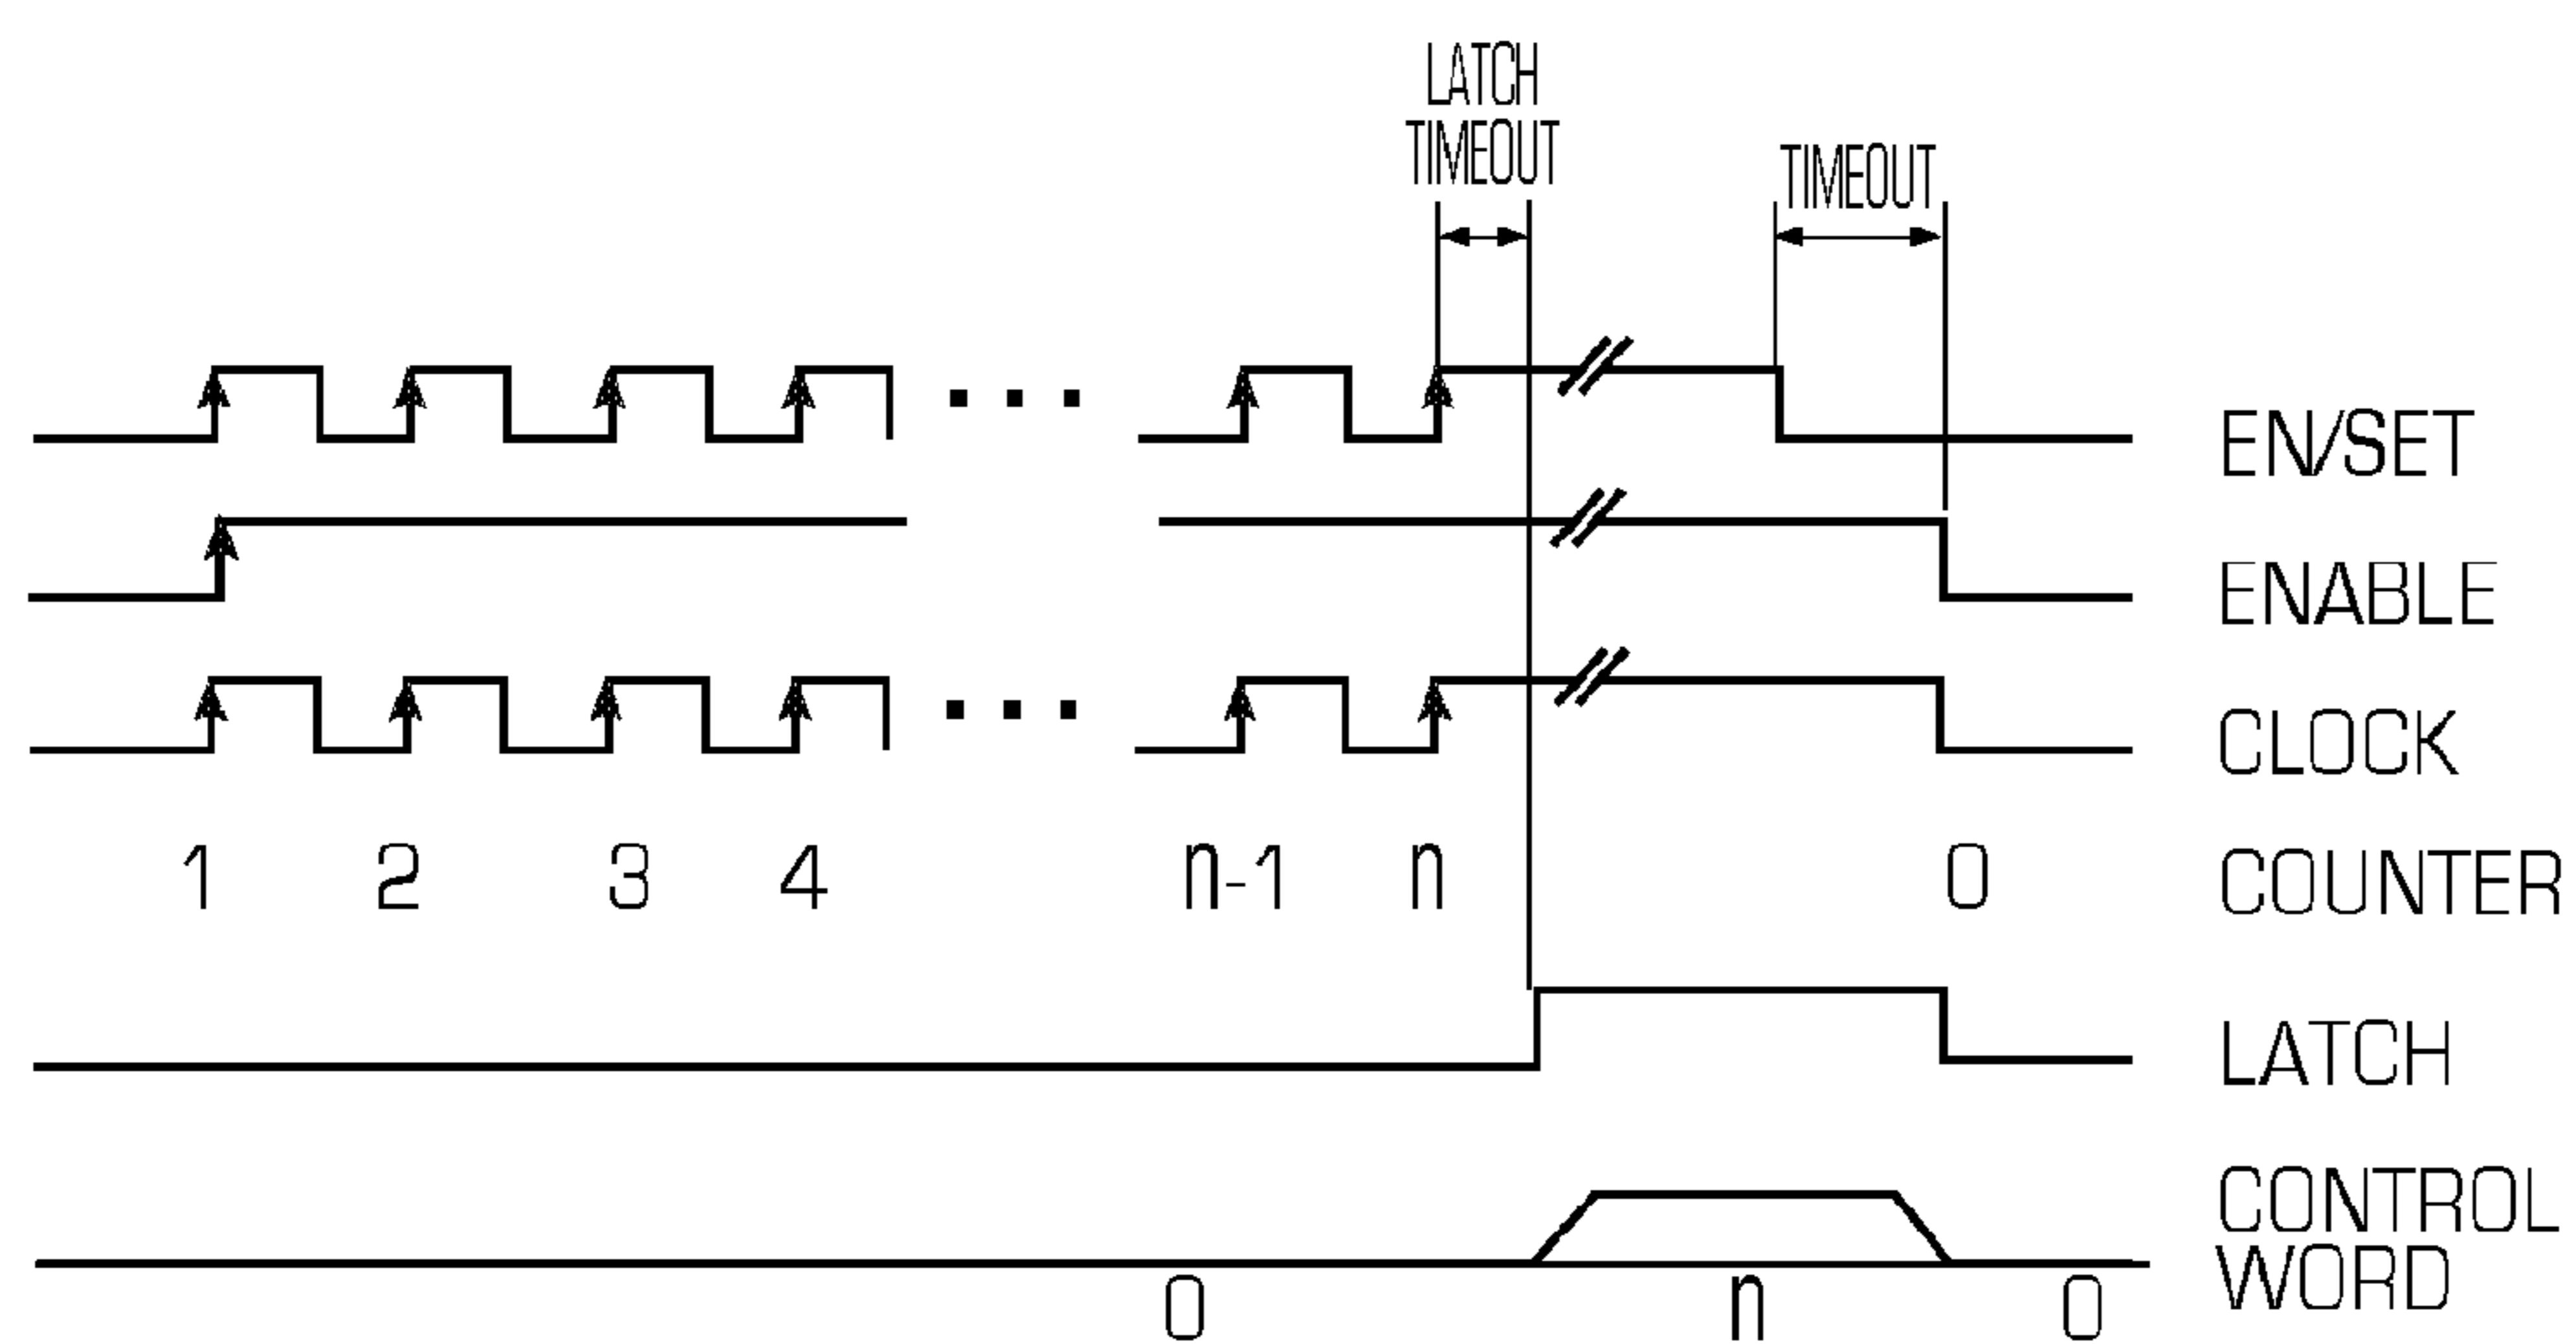 LATCH
TIMEOUT
TIMEOUT
EN/SET
ENABLE
CLOCK
1 2 3 4 n-1 n 0 COUNTER
LATCH
CONTROL
WORD
0 n 0